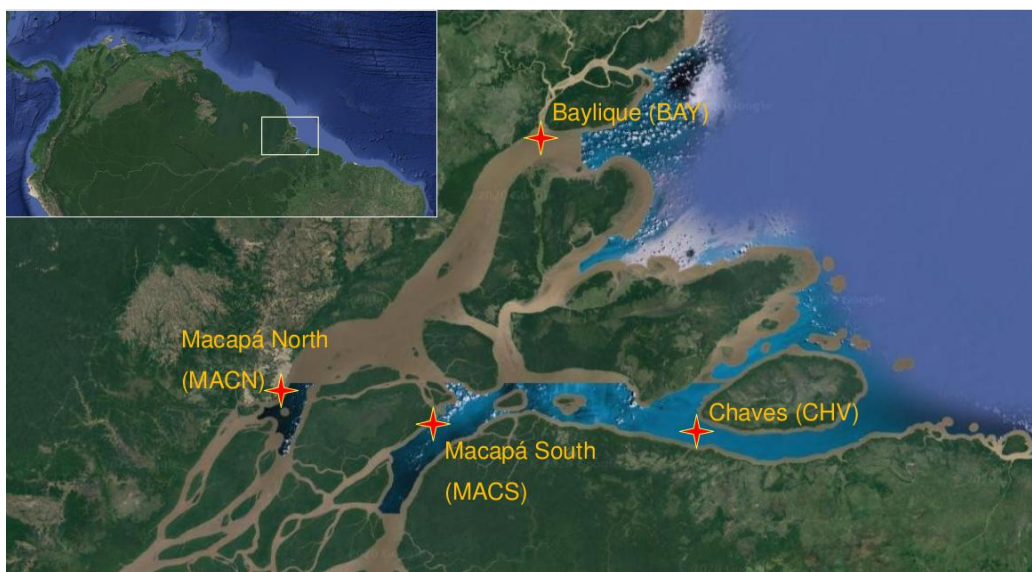 Baylique (BAY)
Macapá North
(MACN)
Chaves (CHV)
Macapá South
(MACS)